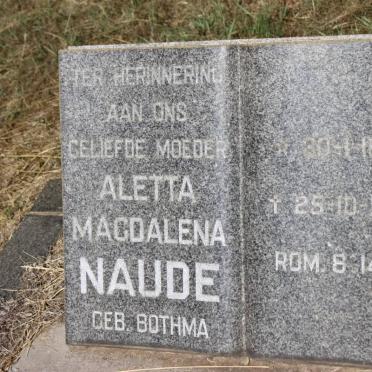 TER HERINNERING
AAN ONS
GELIEFDE MOEDER
ALETTA
MAGDALENA
NAUDE
GEB. BOTHMA
* 30-1-1
† 25-10-
ROM. 8 14